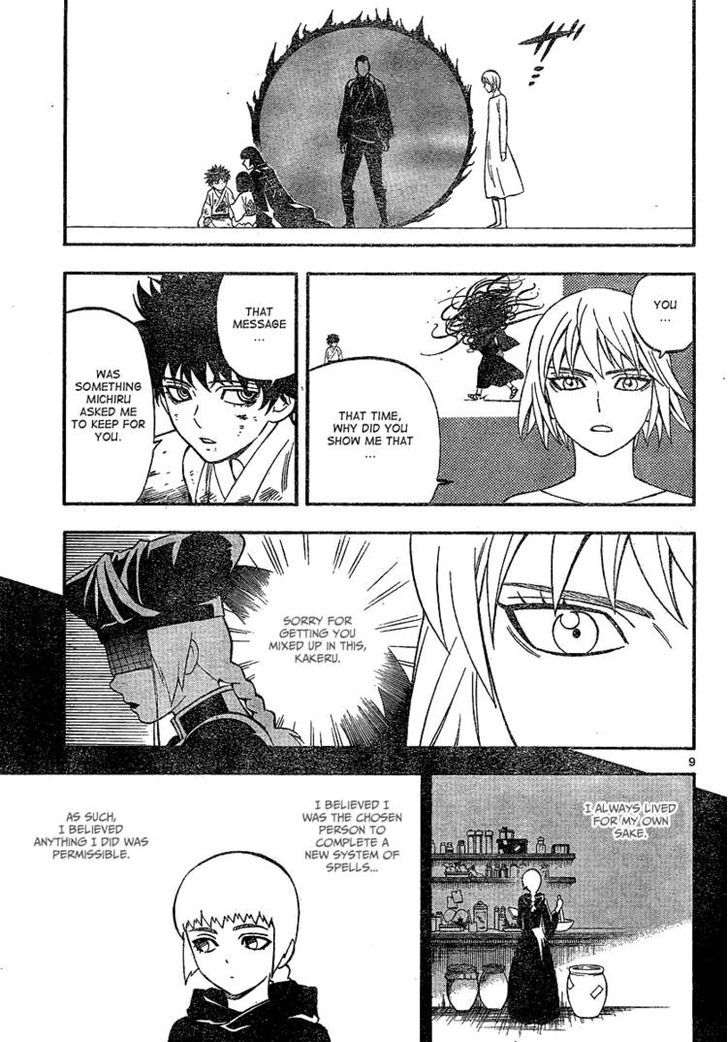 YOU
...
THAT TIME,
WHY DID YOU
SHOW ME THAT
...
THAT
MESSAGE
...
WAS
SOMETHING
MICHIRU
ASKED ME
TO KEEP FOR
YOU.
SORRY FOR
GETTING YOU
MIXED UP IN THIS,
KAKERU.
9
I ALWAYS LIVED
FOR MY OWN
SAKE.
I BELIEVED I
WAS THE CHOSEN
PERSON TO
COMPLETE A
NEW SYSTEM OF
SPELLS...
AS SUCH,
I BELIEVED
ANYTHING I DID WAS
PERMISSIBLE.